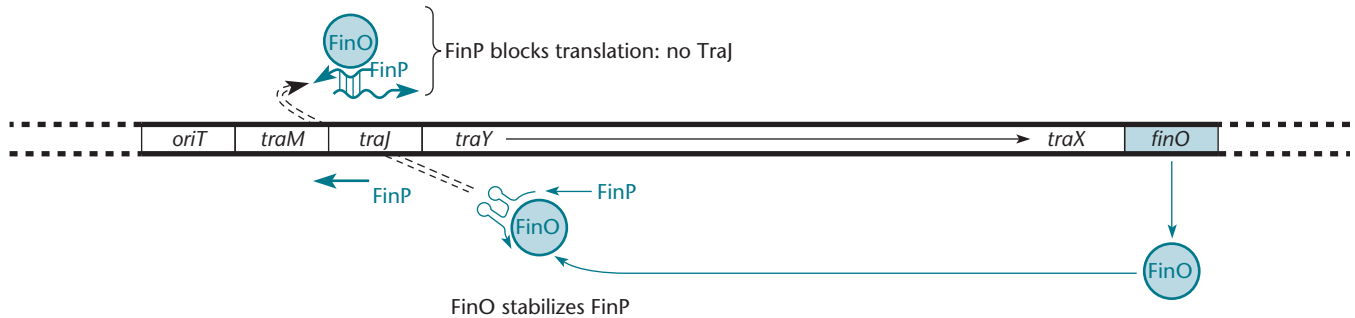 FinO
FinP
FinP blocks translation: no TraJ
oriT traM traJ traY traX finO
FinP
FinP
FinO
FinO
FinO stabilizes FinP